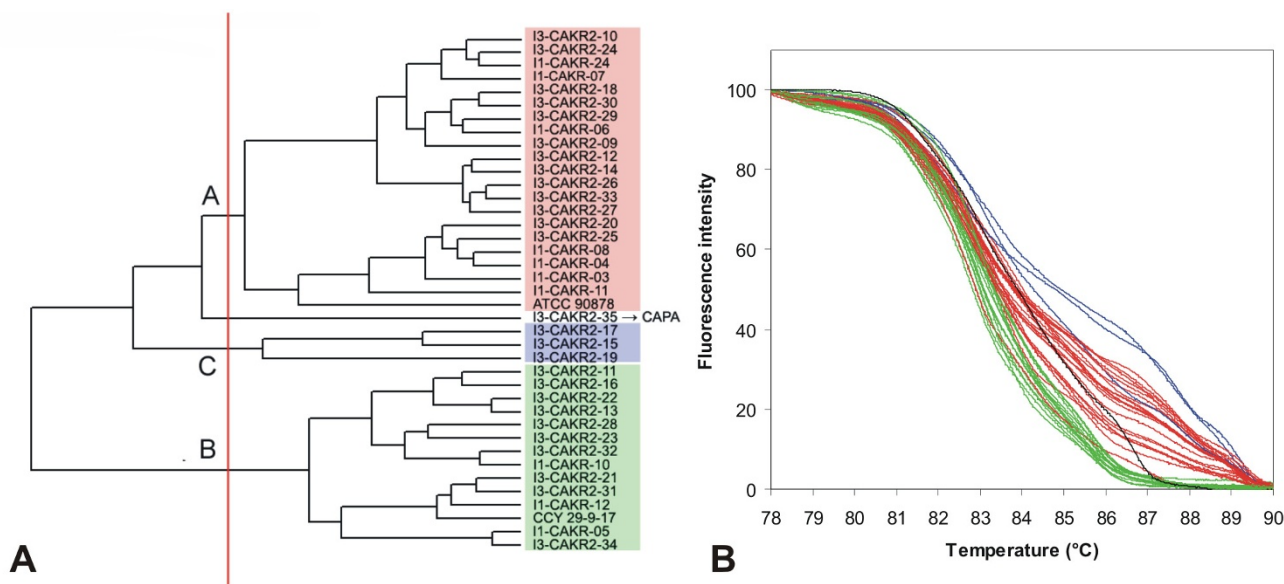 I3-CAKR2-10
I3-CAKR2-24
I1-CAKR-24
I1-CAKR-07
I3-CAKR2-18
I3-CAKR2-30
I3-CAKR2-29
I1-CAKR-06
I3-CAKR2-09
I3-CAKR2-12
I3-CAKR2-14
I3-CAKR2-26
I3-CAKR2-33
I3-CAKR2-27
I3-CAKR2-20
I3-CAKR2-25
I1-CAKR-08
I1-CAKR-04
I1-CAKR-03
I1-CAKR-11
ATCC 90878
I3-CAKR2-35 → CAPA
I3-CAKR2-17
I3-CAKR2-15
I3-CAKR2-19
I3-CAKR2-11
I3-CAKR2-16
I3-CAKR2-22
I3-CAKR2-13
I3-CAKR2-28
I3-CAKR2-23
I3-CAKR2-32
I1-CAKR-10
I3-CAKR2-21
I3-CAKR2-31
I1-CAKR-12
CCY 29-9-17
I1-CAKR-05
I3-CAKR2-34
A
C
B
A
Fluorescence intensity
100
80
60
40
20
0
78 79 80 81 82 83 84 85 86 87 88 89 90
Temperature (°C)
B